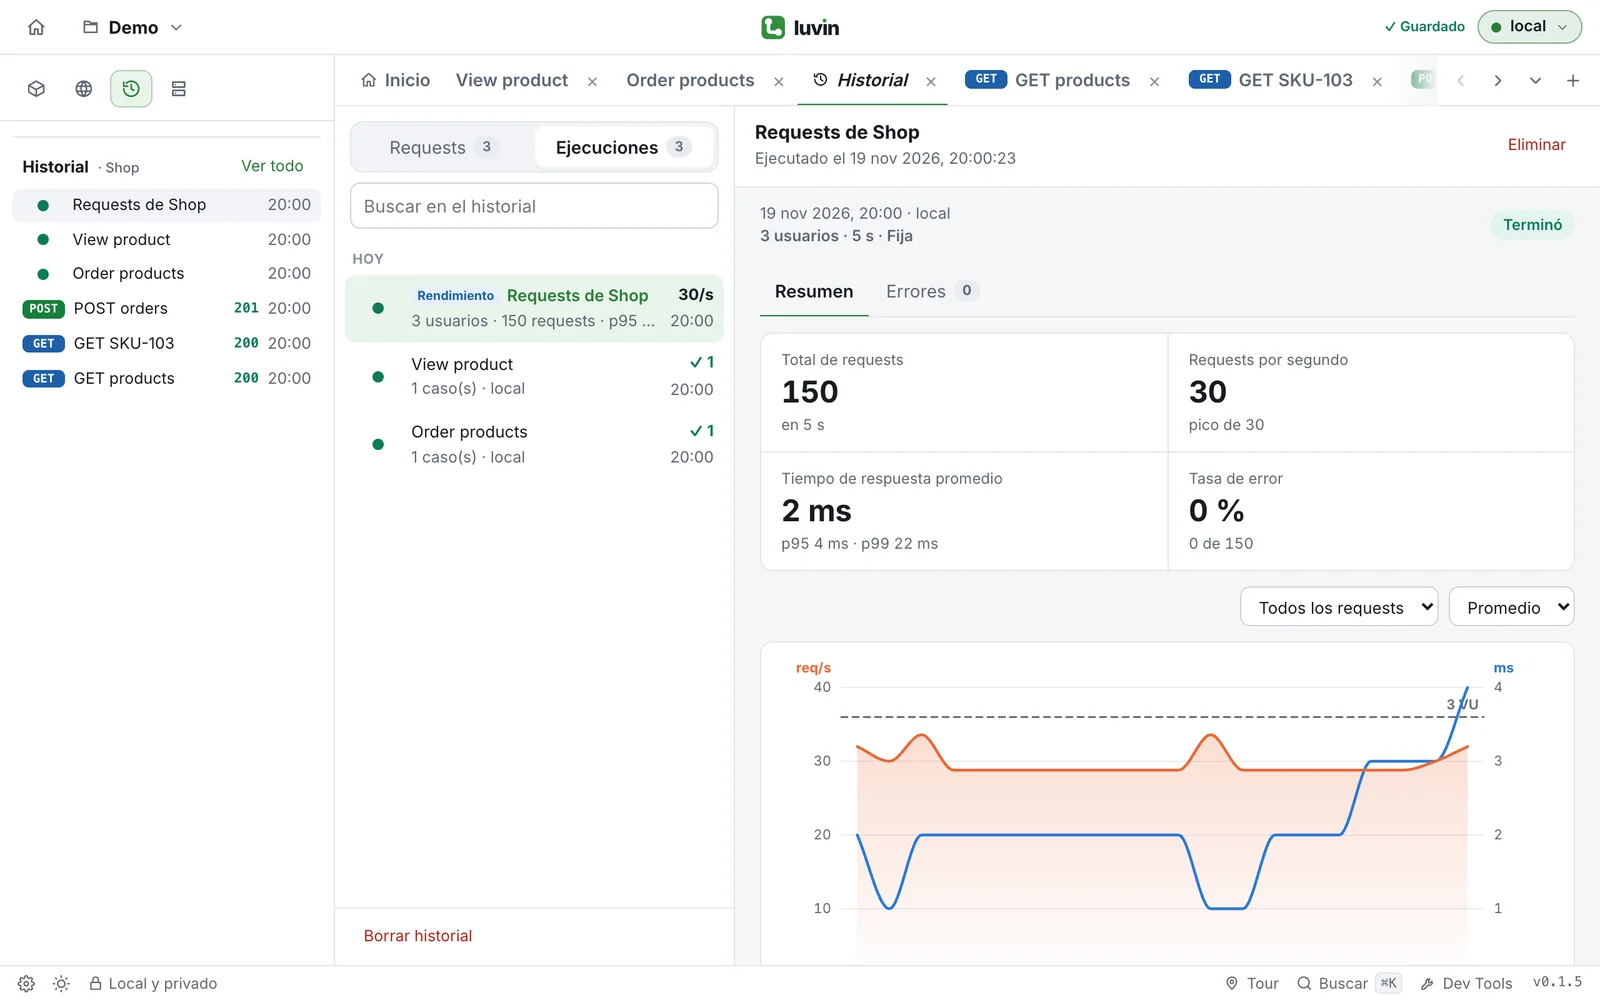 Demo
luvin
Guardado
local
Inicio
View product
Order products
Historial
GET GET products
GET GET SKU-103
PO
Historial · Shop
Ver todo
Requests de Shop 20:00
View product 20:00
Order products 20:00
POST POST orders 201 20:00
GET GET SKU-103 200 20:00
GET GET products 200 20:00
Requests 3
Ejecuciones 3
Buscar en el historial
HOY
Rendimiento Requests de Shop 30/s
3 usuarios · 150 requests · p95 ... 20:00
View product 1
1 caso(s) · local 20:00
Order products 1
1 caso(s) · local 20:00
Borrar historial
Requests de Shop
Ejecutado el 19 nov 2026, 20:00:23
Eliminar
19 nov 2026, 20:00 · local
3 usuarios · 5 s · Fija
Terminó
Resumen
Errores 0
Total de requests
150
en 5 s
Requests por segundo
30
pico de 30
Tiempo de respuesta promedio
2 ms
p95 4 ms · p99 22 ms
Tasa de error
0 %
0 de 150
Todos los requests
Promedio
req/s
ms
40
4
3 VU
30
3
20
2
10
1
Local y privado
Tour
Buscar ⌘K
Dev Tools
v0.1.5